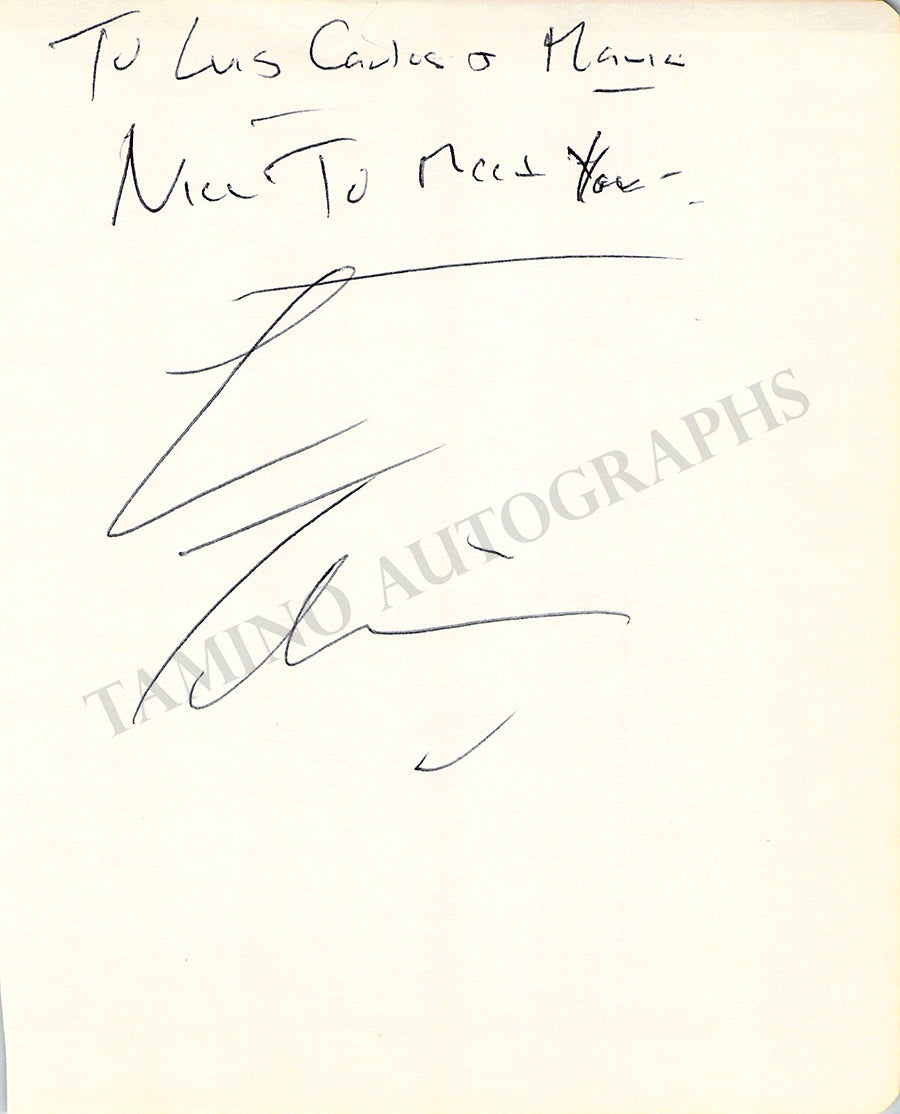 To Luis Carlos & Maria
Nice To Meet You -
TAMINO AUTOGRAPHS